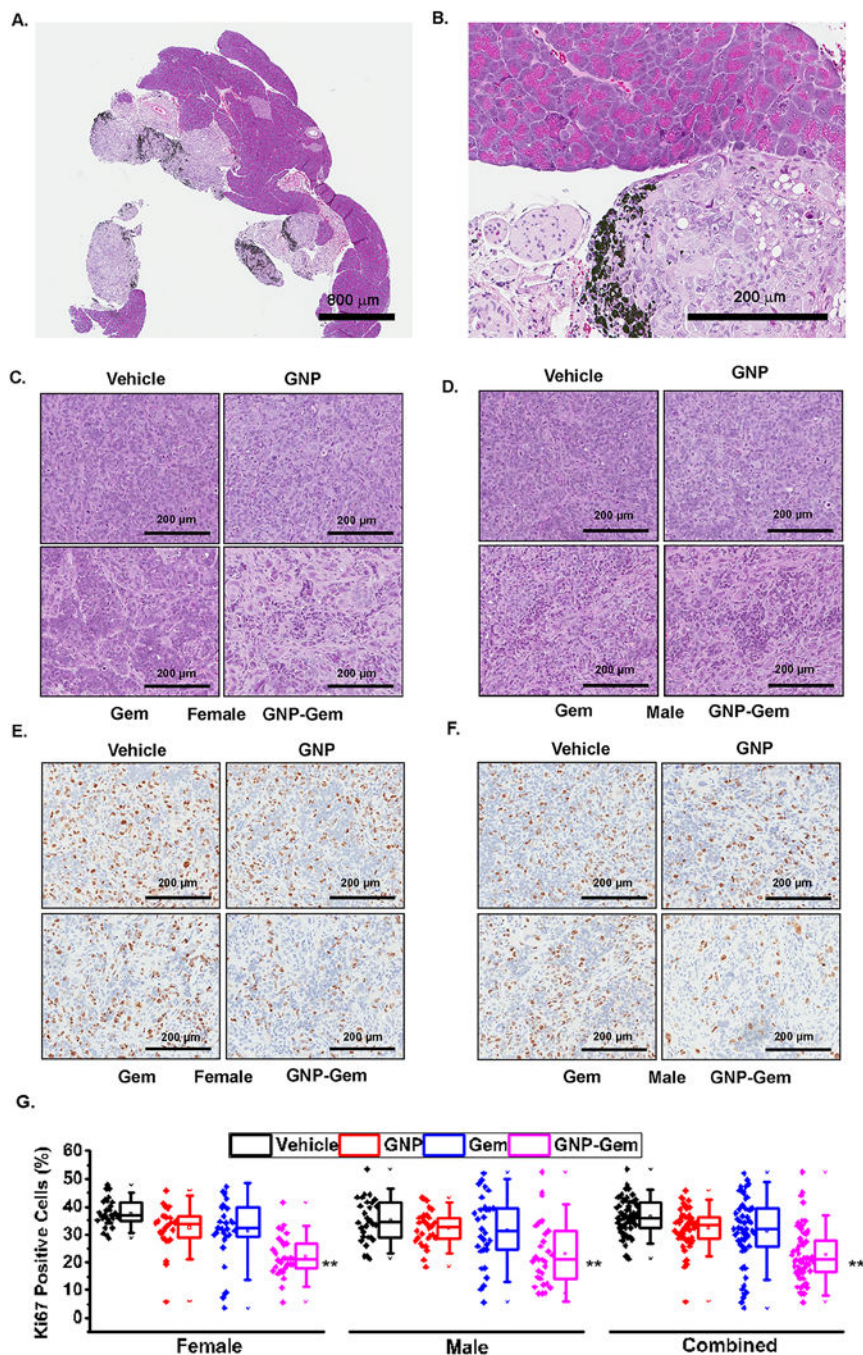 A.
B.
800 µm
200 µm
C.
D.
Vehicle GNP
Vehicle GNP
200 µm 200 µm
200 µm 200 µm
200 µm 200 µm
200 µm 200 µm
Gem Female GNP-Gem
Gem Male GNP-Gem
E.
F.
Vehicle GNP
Vehicle GNP
200 µm 200 µm
200 µm 200 µm
200 µm 200 µm
200 µm 200 µm
Gem Female GNP-Gem
Gem Male GNP-Gem
G.
Vehicle GNP Gem GNP-Gem
Ki67 Positive Cells (%)
60
50
40
30
20
10
0
** ** **
Female Male Combined